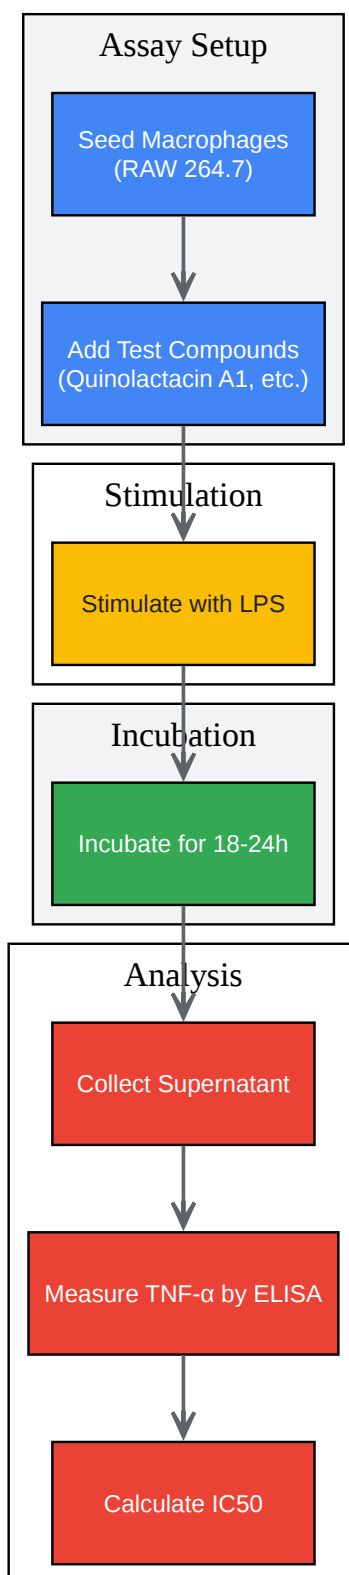 Assay Setup
Seed Macrophages
(RAW 264.7)
Add Test Compounds
(Quinolactacin A1, etc.)
Stimulation
Stimulate with LPS
Incubation
Incubate for 18-24h
Analysis
Collect Supernatant
Measure TNF-α by ELISA
Calculate IC50